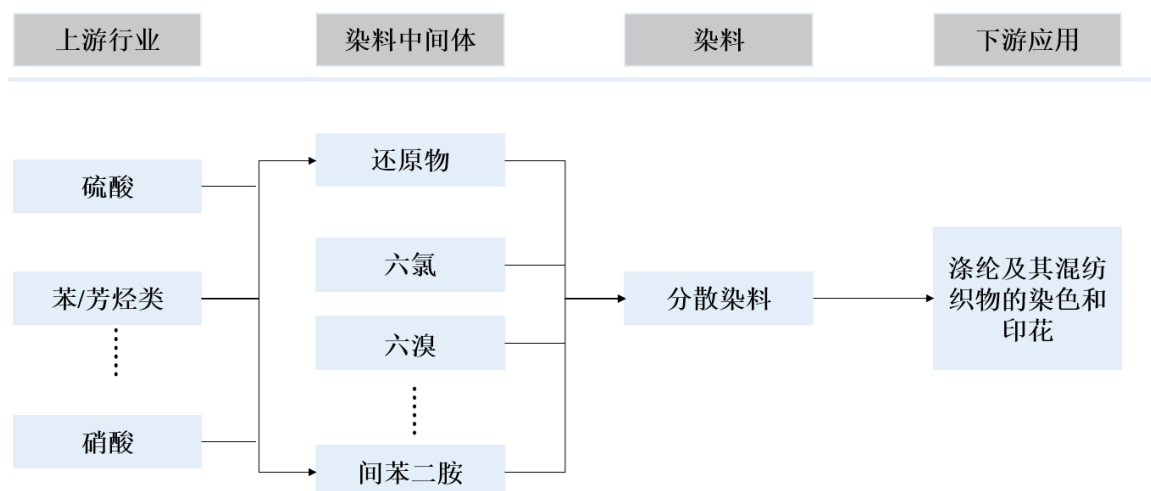 上游行业
染料中间体
染料
下游应用
硫酸
苯/芳烃类
硝酸
还原物
六氯
六溴
间苯二胺
分散染料
涤纶及其混纺
织物的染色和
印花